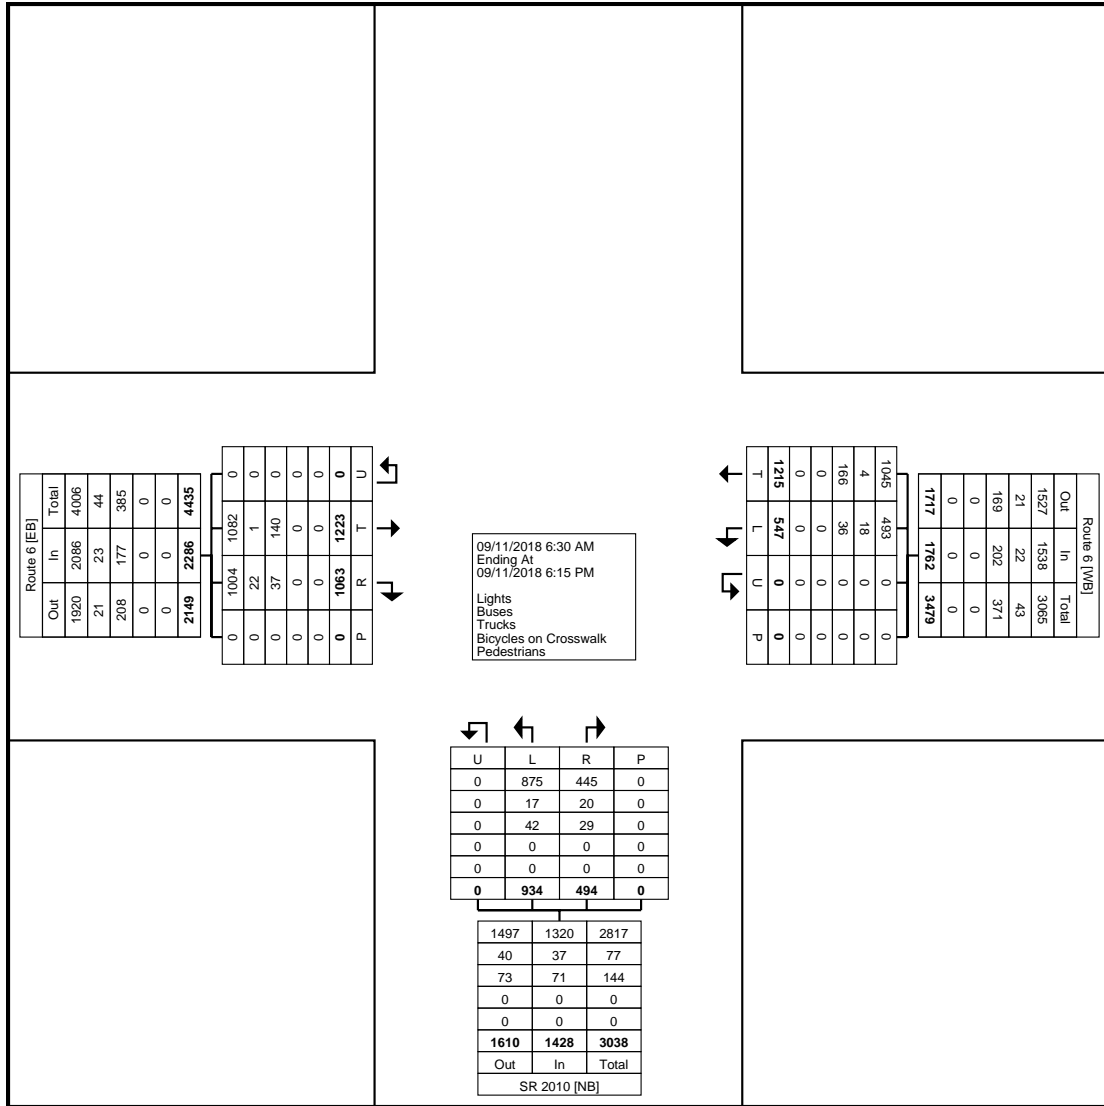 U T R P
0 1223 1063 0
0 0 0 0
0 0 0 0
0 140 37 0
0 1 22 0
0 1082 1004 0
4435 2286 2149
0 0 0
0 0 0
385 177 208
44 23 21
4006 2086 1920
Total In Out
Route 6 [EB]
09/11/2018 6:30 AM
Ending At
09/11/2018 6:15 PM
Lights
Buses
Trucks
Bicycles on Crosswalk
Pedestrians
Route 6 [WB]
Out In Total
1527 1538 3065
21 22 43
169 202 371
0 0 0
0 0 0
1717 1762 3479
1045 493 0 0
4 18 0 0
166 36 0 0
0 0 0 0
0 0 0 0
1215 547 0 0
T L U P
U L R P
0 875 445 0
0 17 20 0
0 42 29 0
0 0 0 0
0 0 0 0
0 934 494 0
1497 1320 2817
40 37 77
73 71 144
0 0 0
0 0 0
1610 1428 3038
Out In Total
SR 2010 [NB]